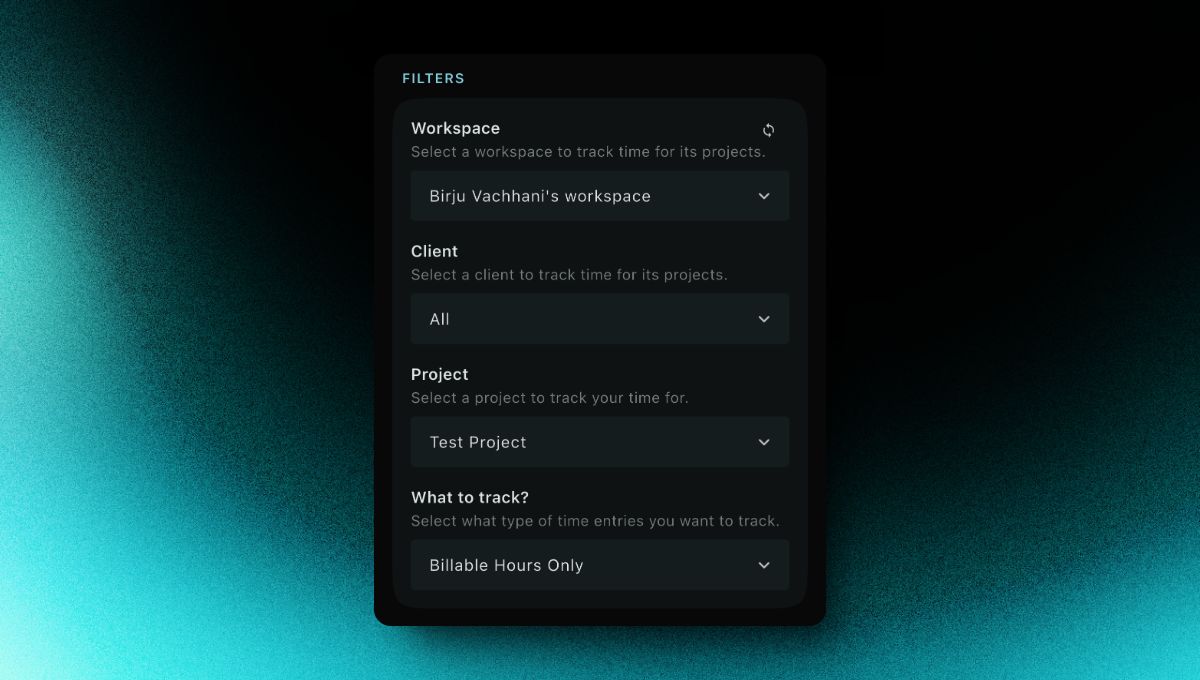 FILTERS
Workspace
Select a workspace to track time for its projects.
Birju Vachhani's workspace
Client
Select a client to track time for its projects.
All
Project
Select a project to track your time for.
Test Project
What to track?
Select what type of time entries you want to track.
Billable Hours Only